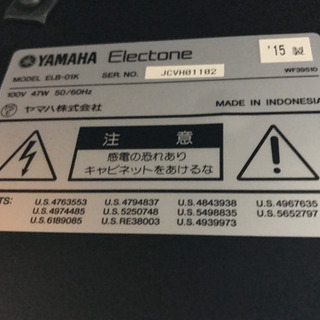 YAMAHA Electone '15 製
MODEL ELB-01K SER NO. JCVH01102 WF39510
100V 47W 50/60Hz
ヤマハ株式会社 MADE IN INDONESIA
注 意
感電の恐れあり
キャビネットをあけるな
TS: U.S.4763553 U.S.4794837 U.S.4843938 U.S.4967635
U.S.4974485 U.S.5250748 U.S.5498835 U.S.5652797
U.S.6189085 U.S.RE38003 U.S.4939973